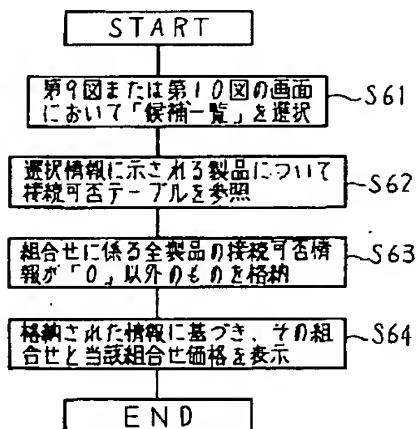 START
第9図または第10図の画面
において「候補一覧」を選択
S61
選択情報に示される製品について
接続可否テーブルを参照
S62
組合せに係る全製品の接続可否情
報が「0」以外のものを格納
S63
格納された情報に基づき、その組
合せと当該組合せ価格を表示
S64
END